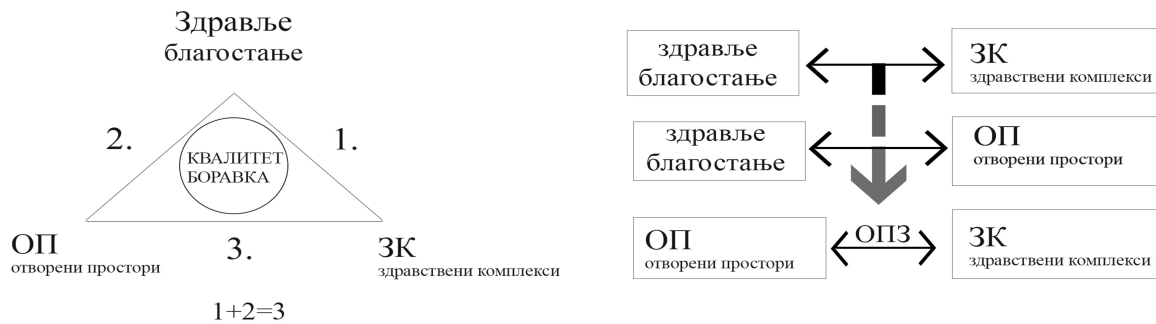 Здравље
благостање
2.
1.
КВАЛИТЕТ
БОРАВКА
ОП
отворени простори
3.
ЗК
здравствени комплекси
1+2=3
здравље
благостање
ЗК
здравствени комплекси
здравље
благостање
ОП
отворени простори
ОП
отворени простори
ОПЗ
ЗК
здравствени комплекси